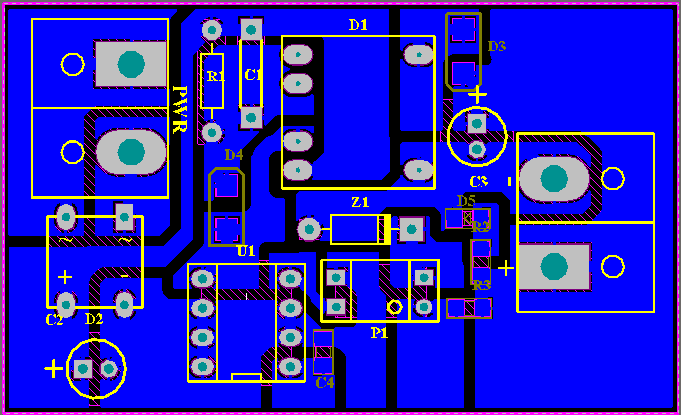 D1
D3
R1
C1
PWR
+
D4
C3
-
Z1
D5
R2
U1
~ ~
+ -
+
R3
C2
D2
P1
+
C4